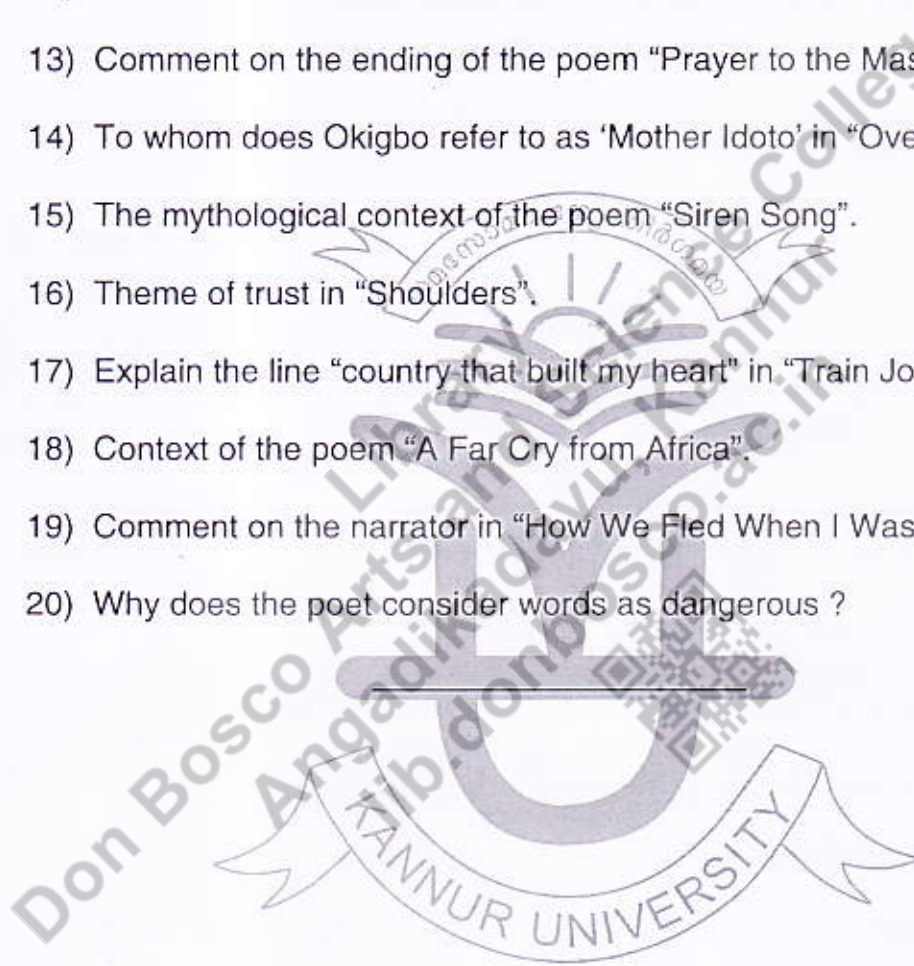 13) Comment on the ending of the poem “Prayer to the Mas
14) To whom does Okigbo refer to as ‘Mother Idoto’ in “Ove
15) The mythological context of the poem “Siren Song”.
16) Theme of trust in “Shoulders”.
17) Explain the line “country that built my heart” in “Train Jo
18) Context of the poem “A Far Cry from Africa”.
19) Comment on the narrator in “How We Fled When I Was
20) Why does the poet consider words as dangerous ?
Don Bosco Arts and Science Colleg
Angadikadavu, Kannur
Library
lib.donbosco.ac.in
KANNUR UNIVERSITY